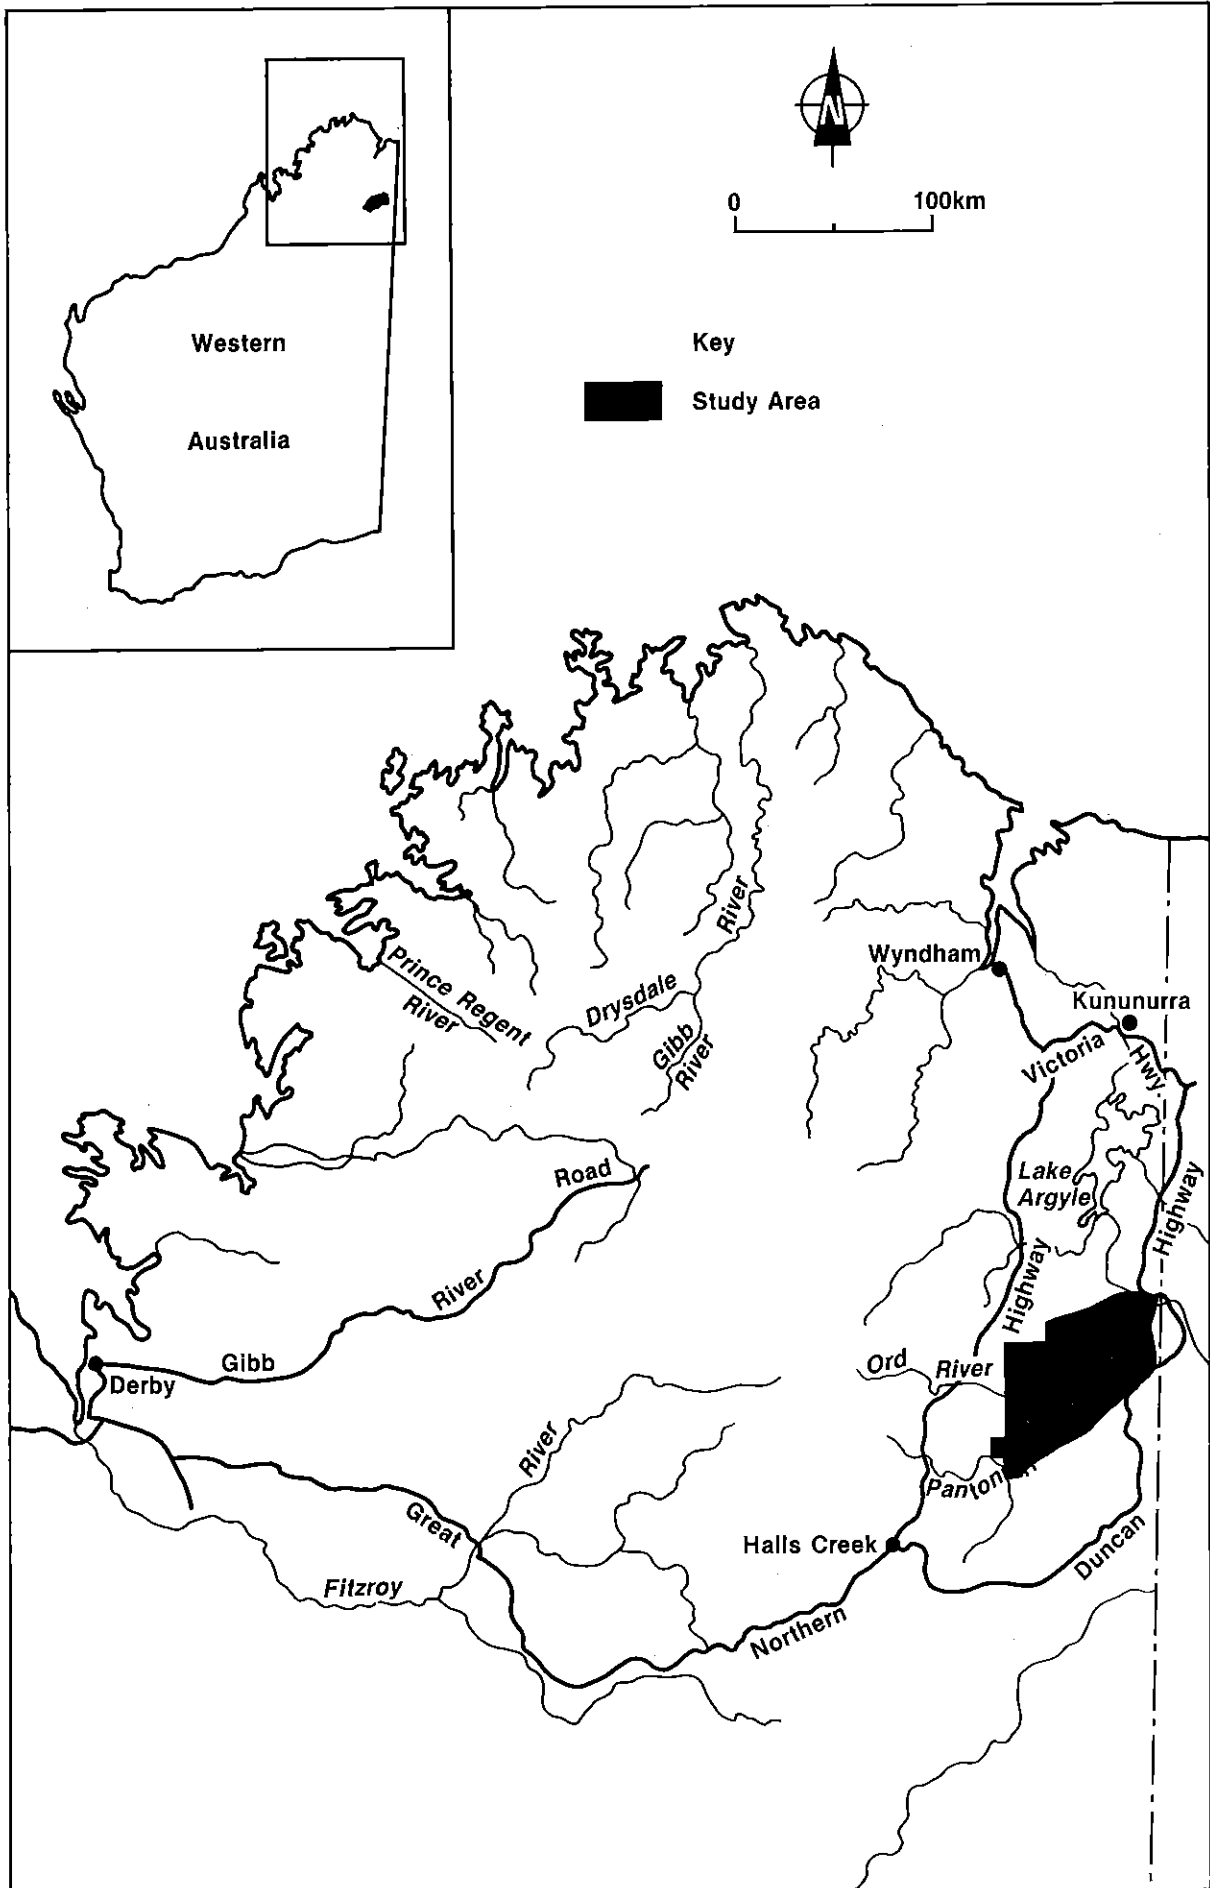 N
0 100km
Western
Australia
Key
Study Area
River
Wyndham
Prince Regent
River
Drysdale
Gibb
River
Kununurra
Victoria
Hwy
Road
Lake
Argyle
Highway
River
Highway
Gibb
Derby
Ord River
River
Great
Panton
Halls Creek
Duncan
Fitzroy
Northern